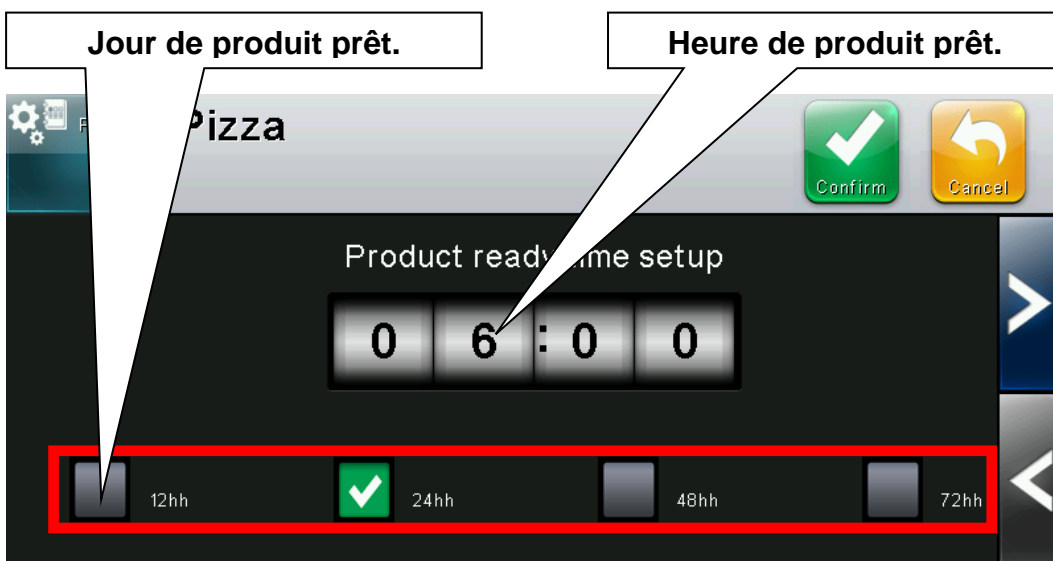 Jour de produit prêt.
Heure de produit prêt.
Pizza
Confirm
Cancel
Product ready setup
0 6 : 0 0
12hh
24hh
48hh
72hh